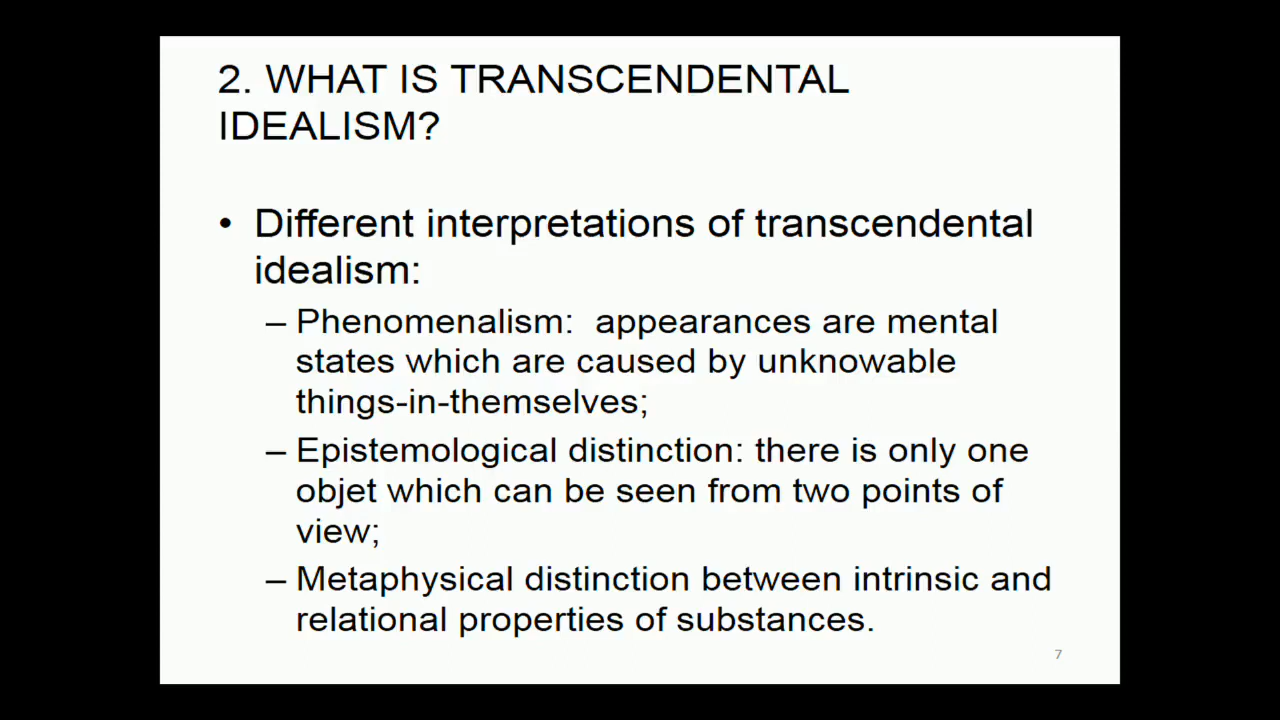 2. WHAT IS TRANSCENDENTAL
IDEALISM?
• Different interpretations of transcendental
idealism:
– Phenomenalism:  appearances are mental
states which are caused by unknowable
things-in-themselves;
– Epistemological distinction: there is only one
objet which can be seen from two points of
view;
– Metaphysical distinction between intrinsic and
relational properties of substances.
7